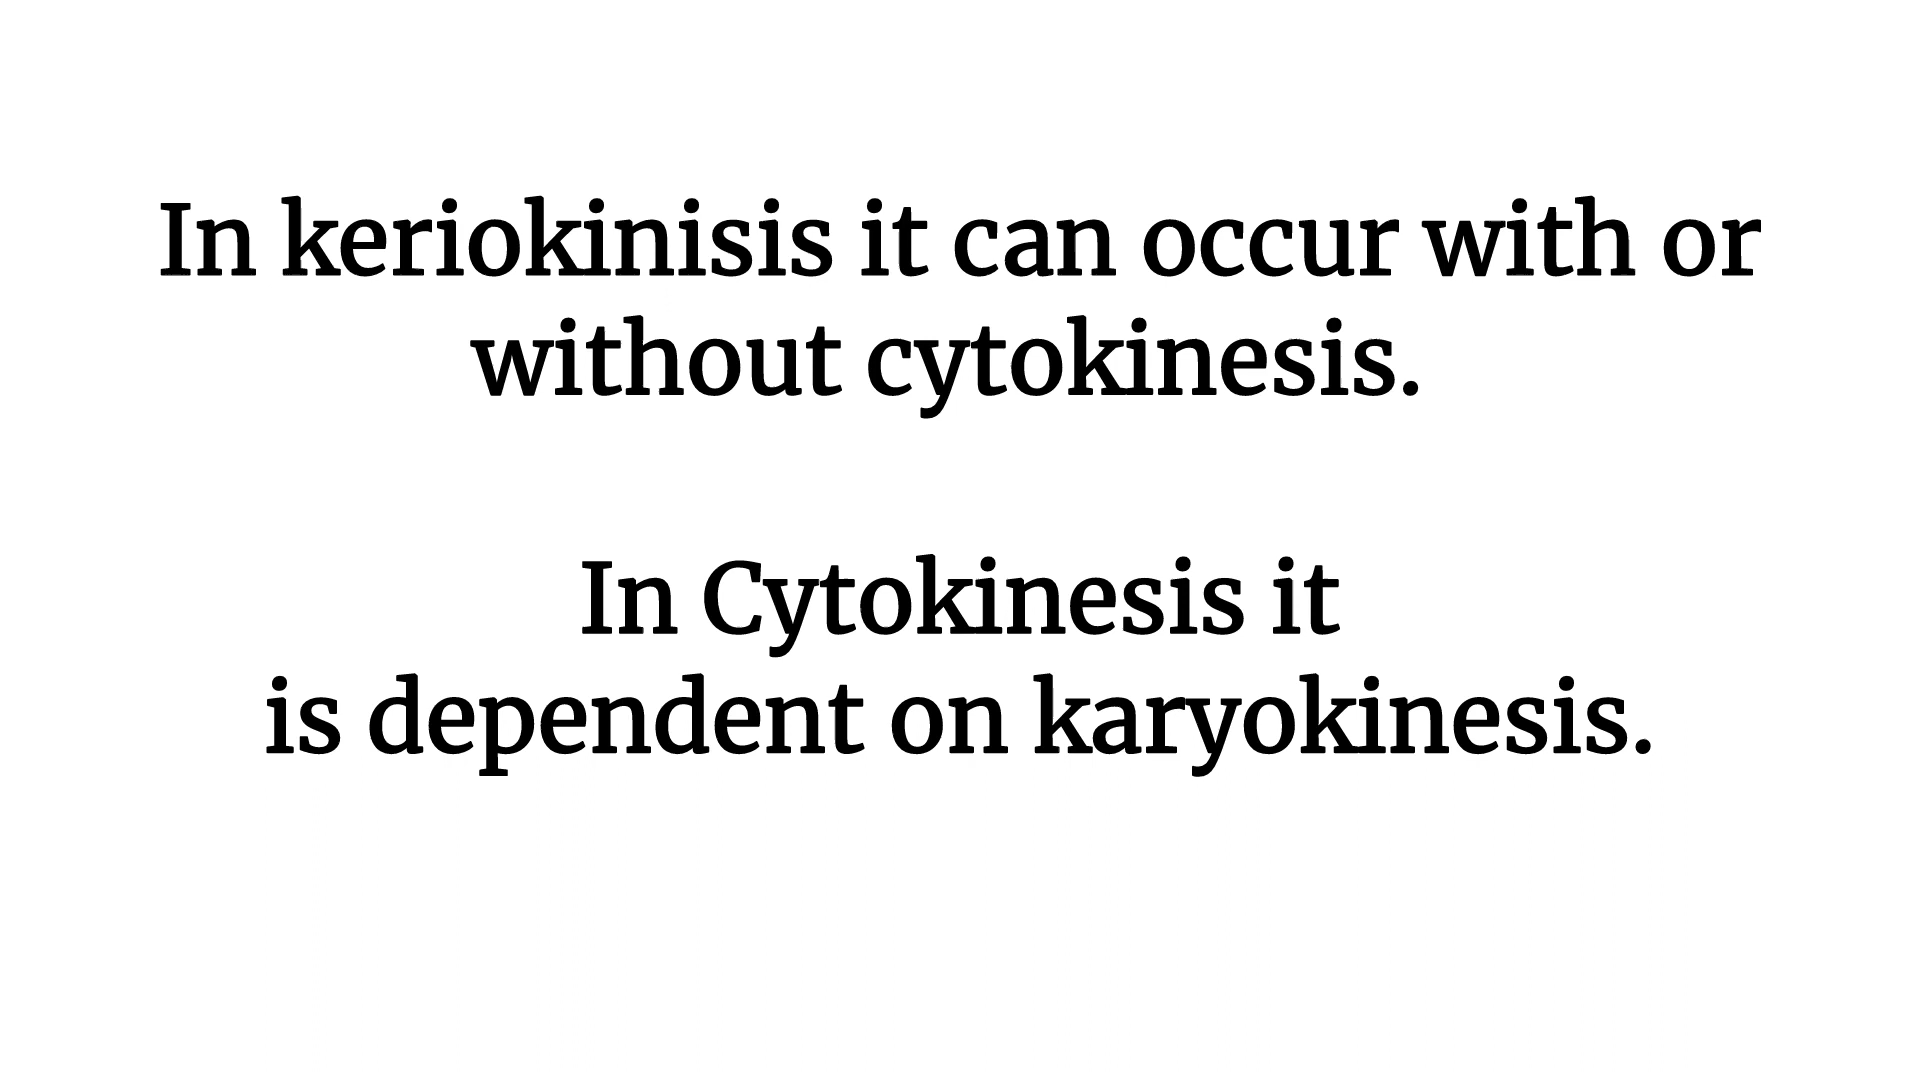 In keriokinisis it can occur with or
without cytokinesis.
In Cytokinesis it
is dependent on karyokinesis.